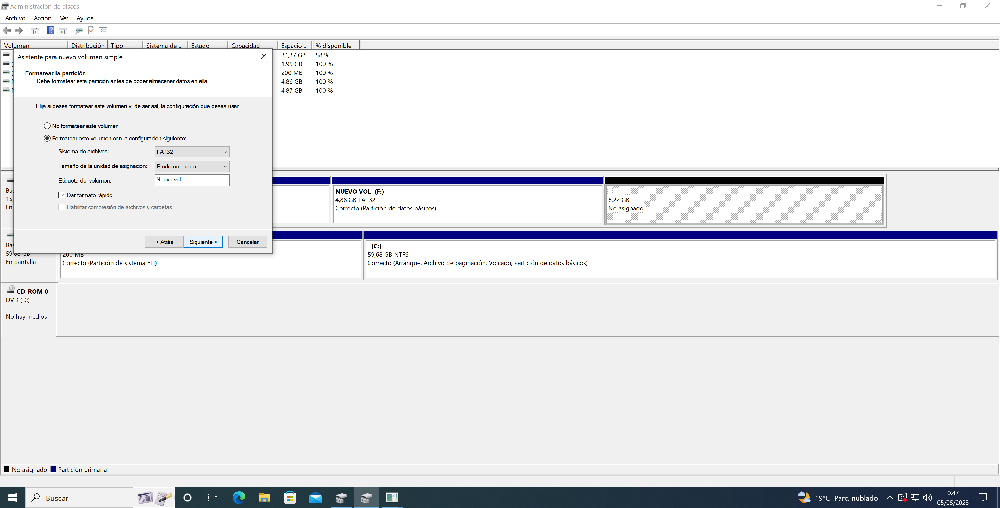 Administración de discos
Archivo Acción Ver Ayuda
Volumen Distribución Tipo Sistema de ... Estado Capacidad Espacio ... % disponible
34,37 GB 58 %
1,95 GB 100 %
200 MB 100 %
4,86 GB 100 %
4,87 GB 100 %
Asistente para nuevo volumen simple
Formatear la partición
Debe formatear esta partición antes de poder almacenar datos en ella.
Elija si desea formatear este volumen y, de ser así, la configuración que desea usar.
No formatear este volumen
Formatear este volumen con la configuración siguiente:
Sistema de archivos: FAT32
Tamaño de la unidad de asignación: Predeterminado
Etiqueta del volumen: Nuevo vol
Dar formato rápido
Habilitar compresión de archivos y carpetas
< Atrás Siguiente > Cancelar
Bás
15,
En
NUEVO VOL (F:)
4,88 GB FAT32
Correcto (Partición de datos básicos)
6,22 GB
No asignado
Bás
59,68 GB
En pantalla
200 MB
Correcto (Partición de sistema EFI)
(C:)
59,68 GB NTFS
Correcto (Arranque, Archivo de paginación, Volcado, Partición de datos básicos)
CD-ROM 0
DVD (D:)
No hay medios
No asignado Partición primaria
Buscar
19°C Parc. nublado
0:47
05/05/2023